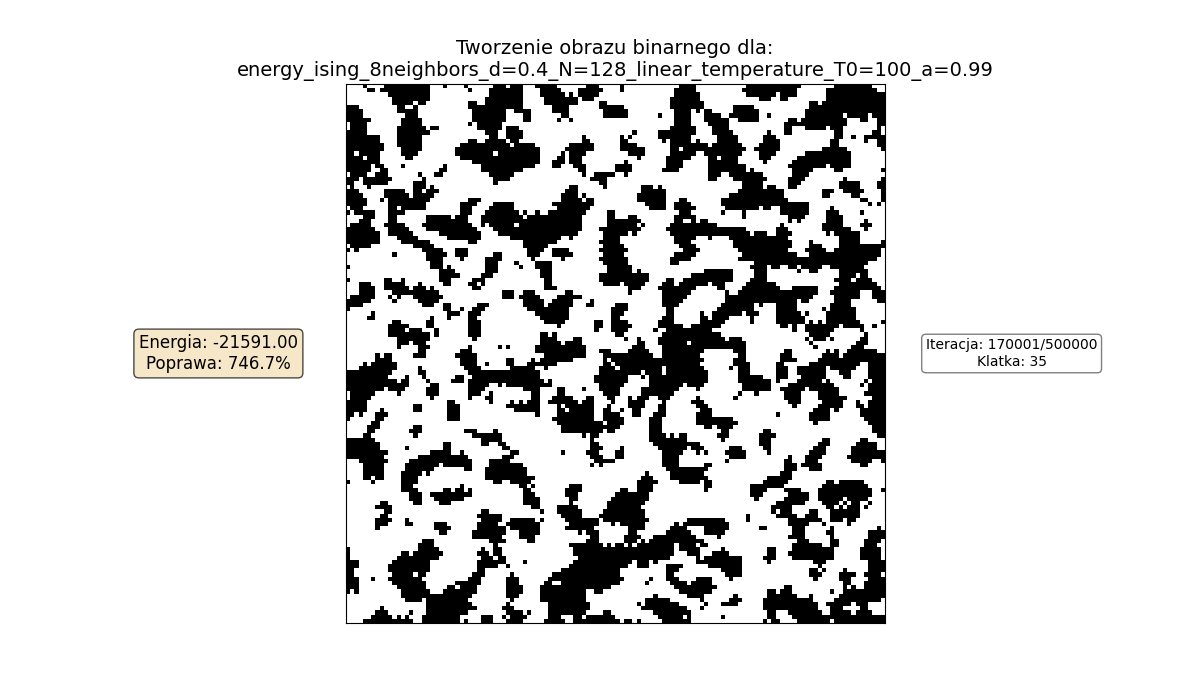 Tworzenie obrazu binarnego dla:
energy_ising_8neighbors_d=0.4_N=128_linear_temperature_T0=100_a=0.99
Energia: -21591.00
Poprawa: 746.7%
Iteracja: 170001/500000
Klatka: 35